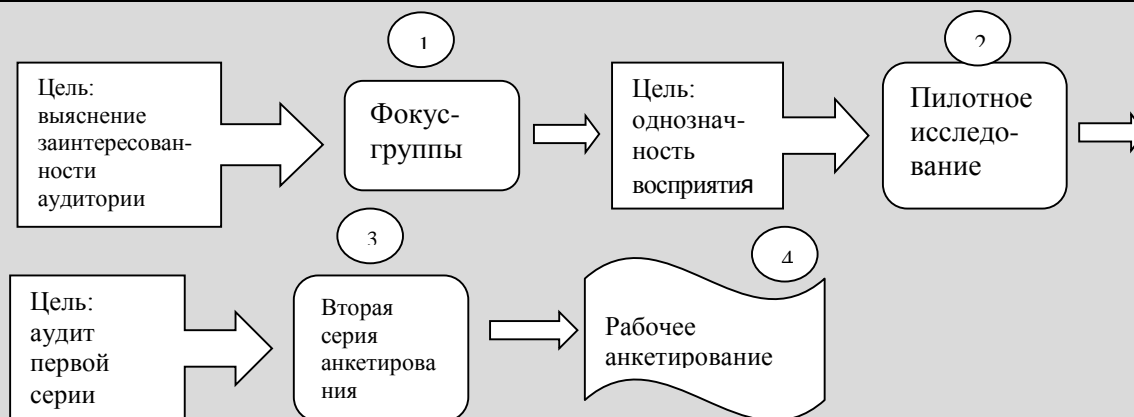 1
2
Цель:
выяснение
заинтересован-
ности
аудитории
Фокус-
группы
Цель:
однознач-
ность
восприятия
Пилотное
исследо-
вание
3
4
Цель:
аудит
первой
серии
Вторая
серия
анкетирова
ния
Рабочее
анкетирование